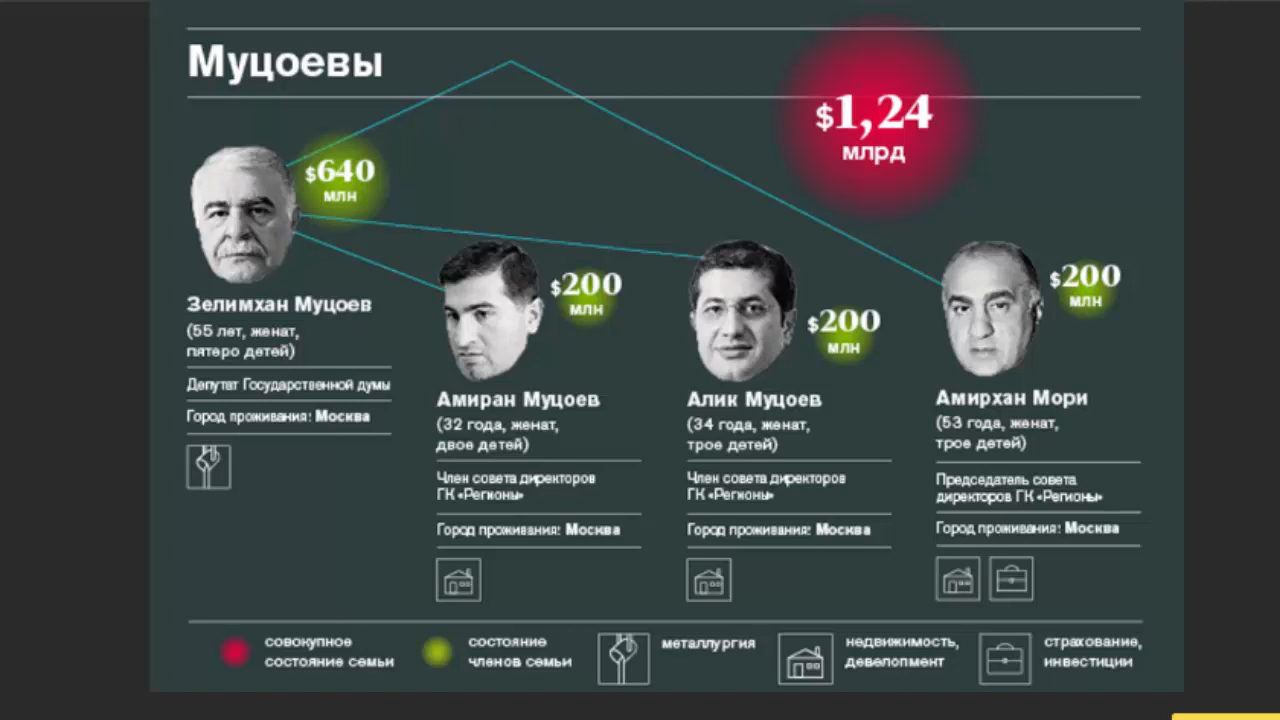 Муцоевы
$1,24
млрд
$640
млн
Зелимхан Муцоев
(55 лет, женат,
пятеро детей)
Депутат Государственной думы
Город проживания: Москва
$200
млн
Амиран Муцоев
(32 года, женат,
двое детей)
Член совета директоров
ГК «Регионы»
Город проживания: Москва
$200
млн
Алик Муцоев
(34 года, женат,
трое детей)
Член совета директоров
ГК «Регионы»
Город проживания: Москва
$200
млн
Амирхан Мори
(53 года, женат,
трое детей)
Председатель совета
директоров ГК «Регионы»
Город проживания: Москва
совокупное
состояние семьи
состояние
членов семьи
металлургия
недвижимость,
девелопмент
страхование,
инвестиции